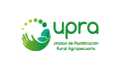 upra
Unidad de Planificación
Rural Agropecuaria